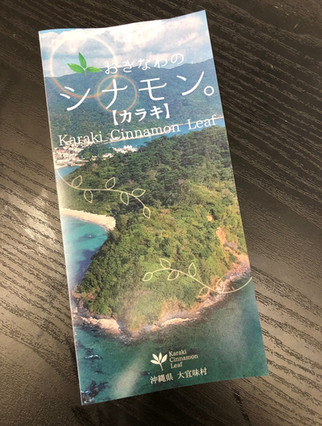 おきなわの
シナモン。
【カラキ】
Karaki Cinnamon Leaf
Karaki
Cinnamon
Leaf
沖縄県 大宜味村